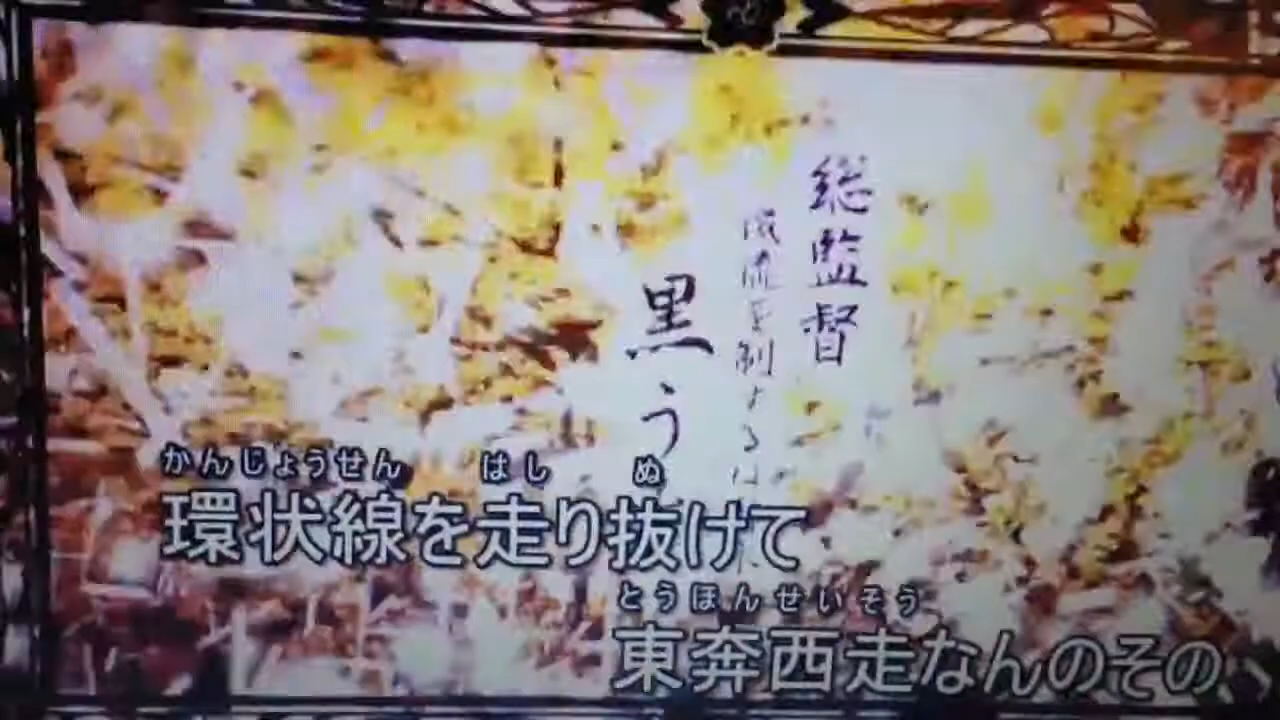 総監督
黒う
かんじょうせん はし ぬ
環状線を走り抜けて
とうほんせいそう
東奔西走なんのその